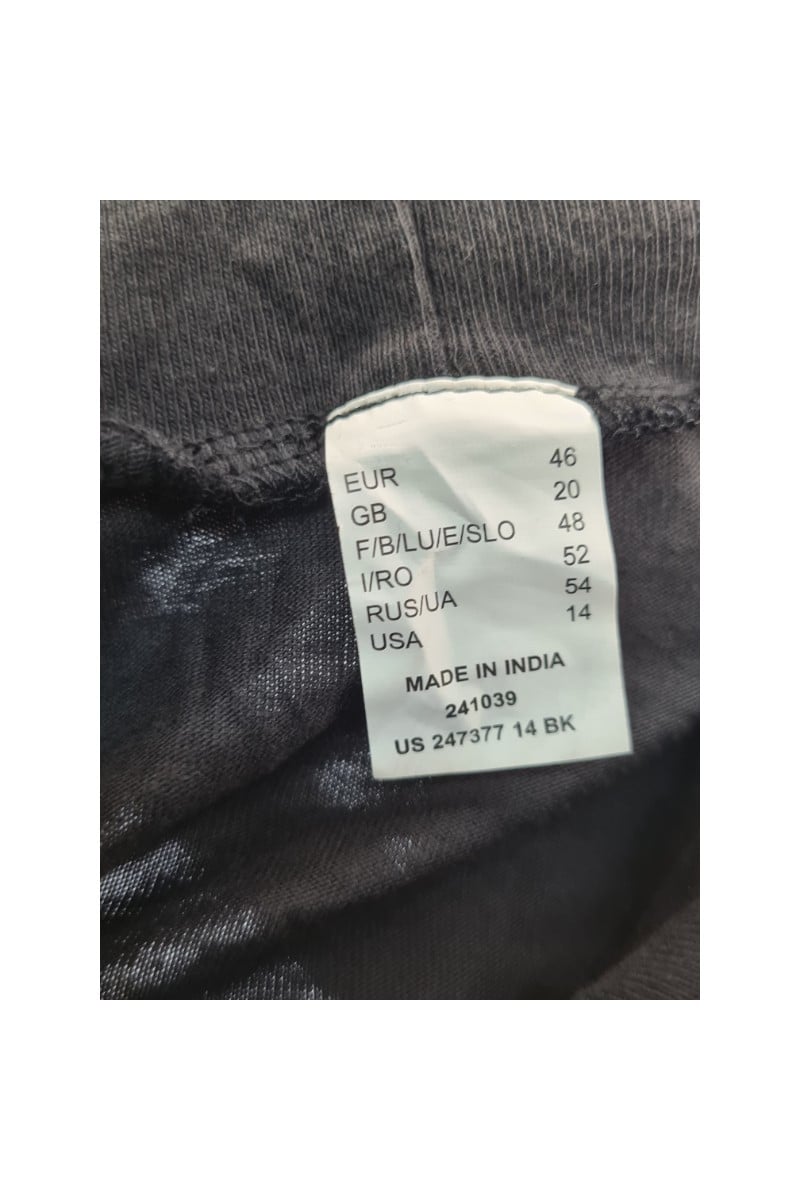 EUR 46
GB 20
F/B/LU/E/SLO 48
I/RO 52
RUS/UA 54
USA 14
MADE IN INDIA
241039
US 247377 14 BK